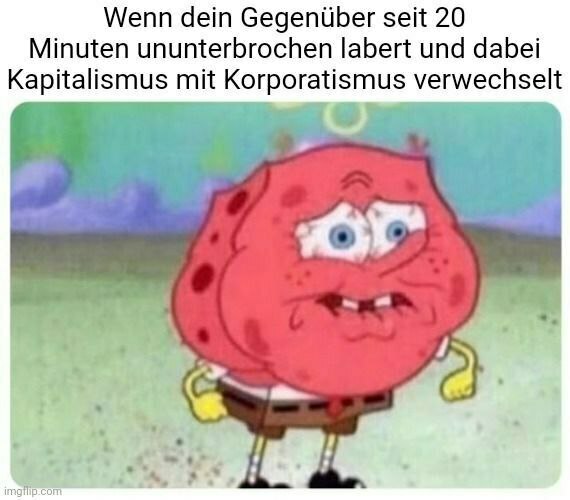 Wenn dein Gegenüber seit 20
Minuten ununterbrochen labert und dabei
Kapitalismus mit Korporatismus verwechselt
imgflip.com